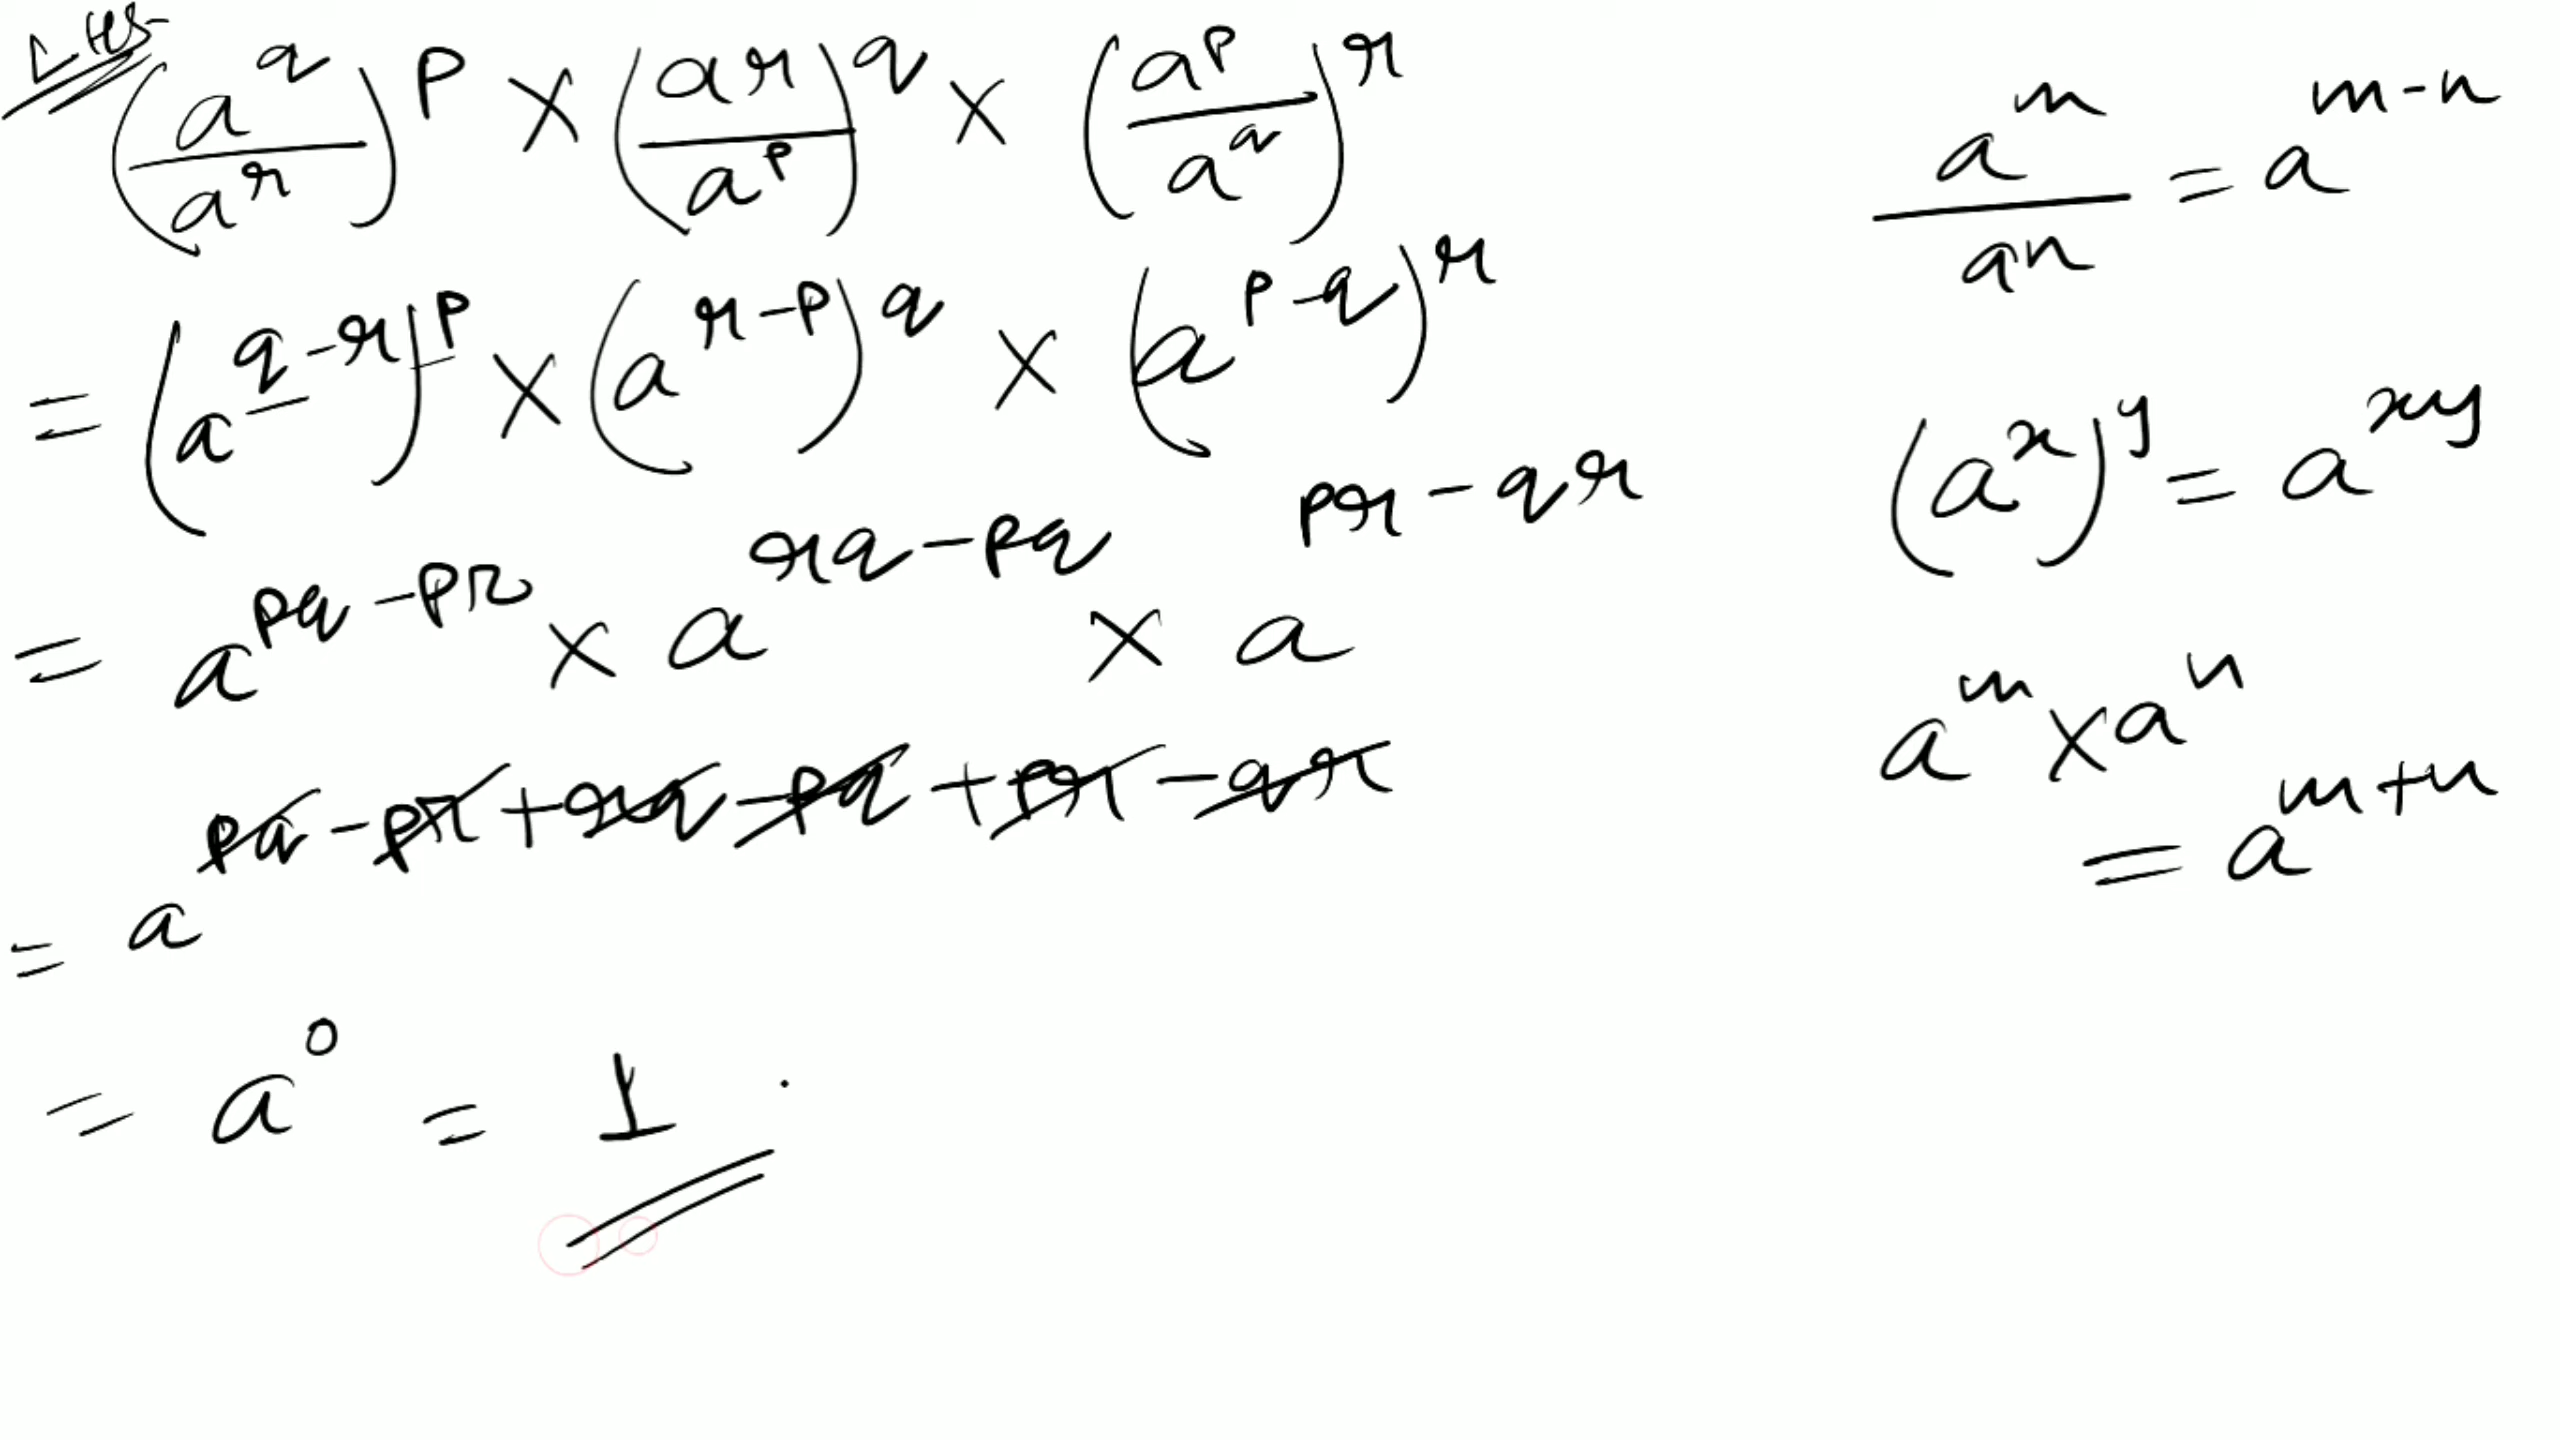 LHS-
(a^q/a^r)^p × (a^r/a^p)^q × (a^p/a^q)^r
= (a^(q-r))^p × (a^(r-p))^q × (a^(p-q))^r
= a^(pq-pr) × a^(rq-pq) × a^(pr-qr)
= a^(pq-pr+rq-pq+pr-qr)
= a^0 = 1
a^m/a^n = a^(m-n)
(a^x)^y = a^(xy)
a^m × a^n
= a^(m+n)